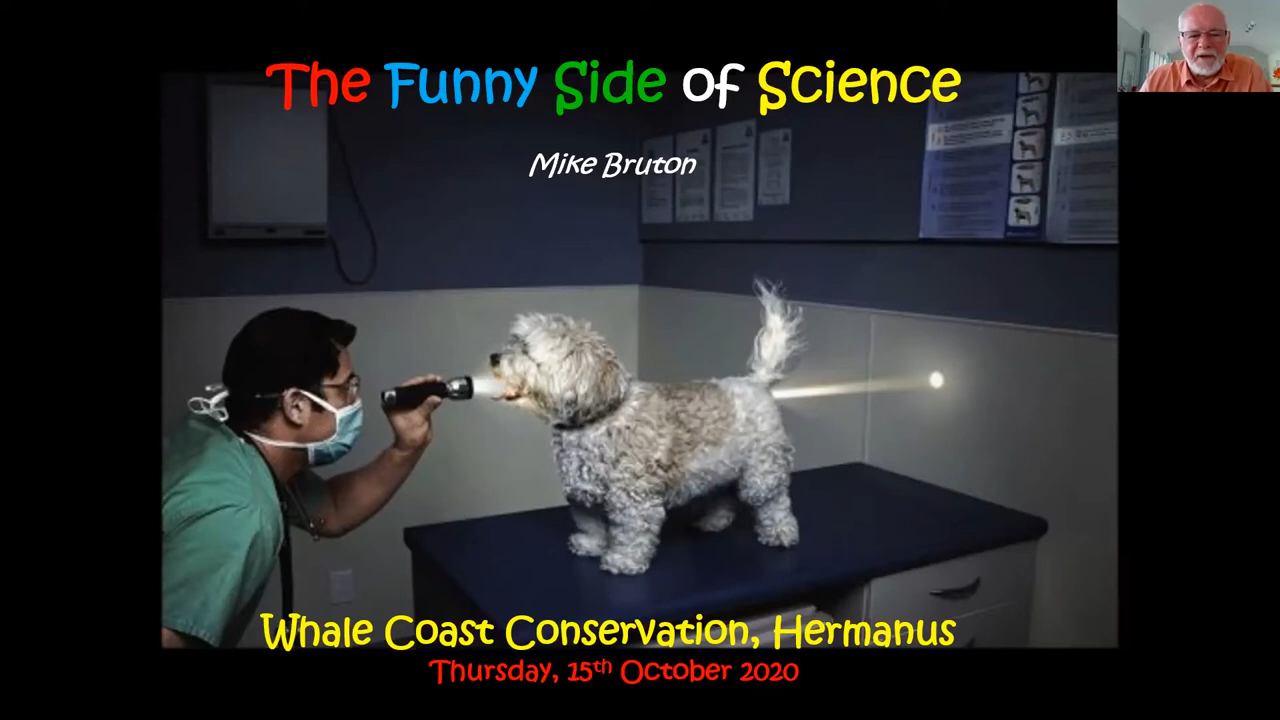 The Funny Side of Science
Mike Bruton
Whale Coast Conservation, Hermanus
Thursday, 15th October 2020